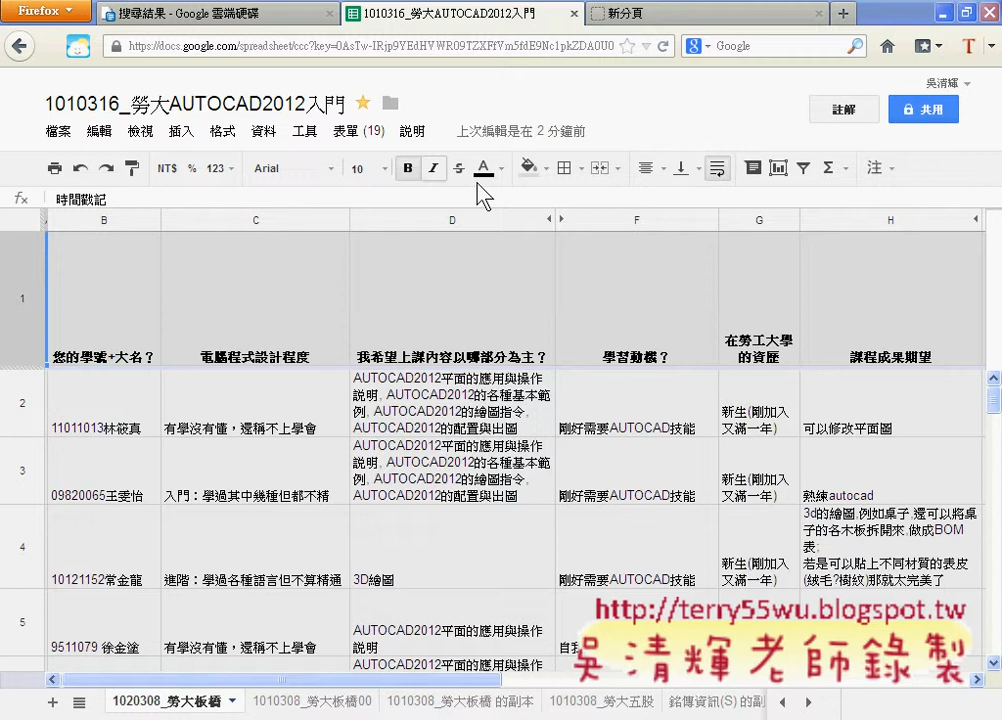 Firefox
搜尋結果 - Google 雲端硬碟
1010316_勞大AUTOCAD2012入門
新分頁
https://docs.google.com/spreadsheet/ccc?key=0AsTw-IRjp9YEdHVWR09TZXFfVm5fdE9Nc1pkZDA0U0
Google
1010316_勞大AUTOCAD2012入門
吳清輝
註解
共用
檔案 編輯 檢視 插入 格式 資料 工具 表單 (19) 說明 上次編輯是在 2 分鐘前
NT$ % 123 Arial 10 B I S A Σ 注
fx 時間戳記
B C D F G H
1
您的學號+大名？ 電腦程式設計程度 我希望上課內容以哪部分為主？ 學習動機？ 在勞工大學
的資歷 課程成果期望
2
11011013林筱真 有學沒有懂，還稱不上學會
AUTOCAD2012平面的應用與操作
說明, AUTOCAD2012的各種基本範
例, AUTOCAD2012的繪圖指令,
AUTOCAD2012的配置與出圖
剛好需要AUTOCAD技能
新生(剛加入
又滿一年)
可以修改平面圖
3
09820065王雯怡 入門：學過其中幾種但都不精
AUTOCAD2012平面的應用與操作
說明, AUTOCAD2012的各種基本範
例, AUTOCAD2012的繪圖指令,
AUTOCAD2012的配置與出圖
剛好需要AUTOCAD技能
新生(剛加入
又滿一年)
熟練autocad
4
10121152常金龍 進階：學過各種語言但不算精通 3D繪圖 剛好需要AUTOCAD技能
新生(剛加入
又滿一年)
3d的繪圖,例如桌子,還可以將桌
子的各木板拆開來,做成BOM
表;
若是可以貼上不同材質的表皮
(絨毛?樹紋)那就太完美了
5
9511079 徐金塗 有學沒有懂，還稱不上學會
AUTOCAD2012平面的應用與操作
說明
AUTOCAD2012平面的應用與操作
http://terry55wu.blogspot.tw
吳清輝老師錄製
1020308_勞大板橋 1010308_勞大板橋00 1010308_勞大板橋 的副本 1010308_勞大五股 銘傳資訊(S) 的副